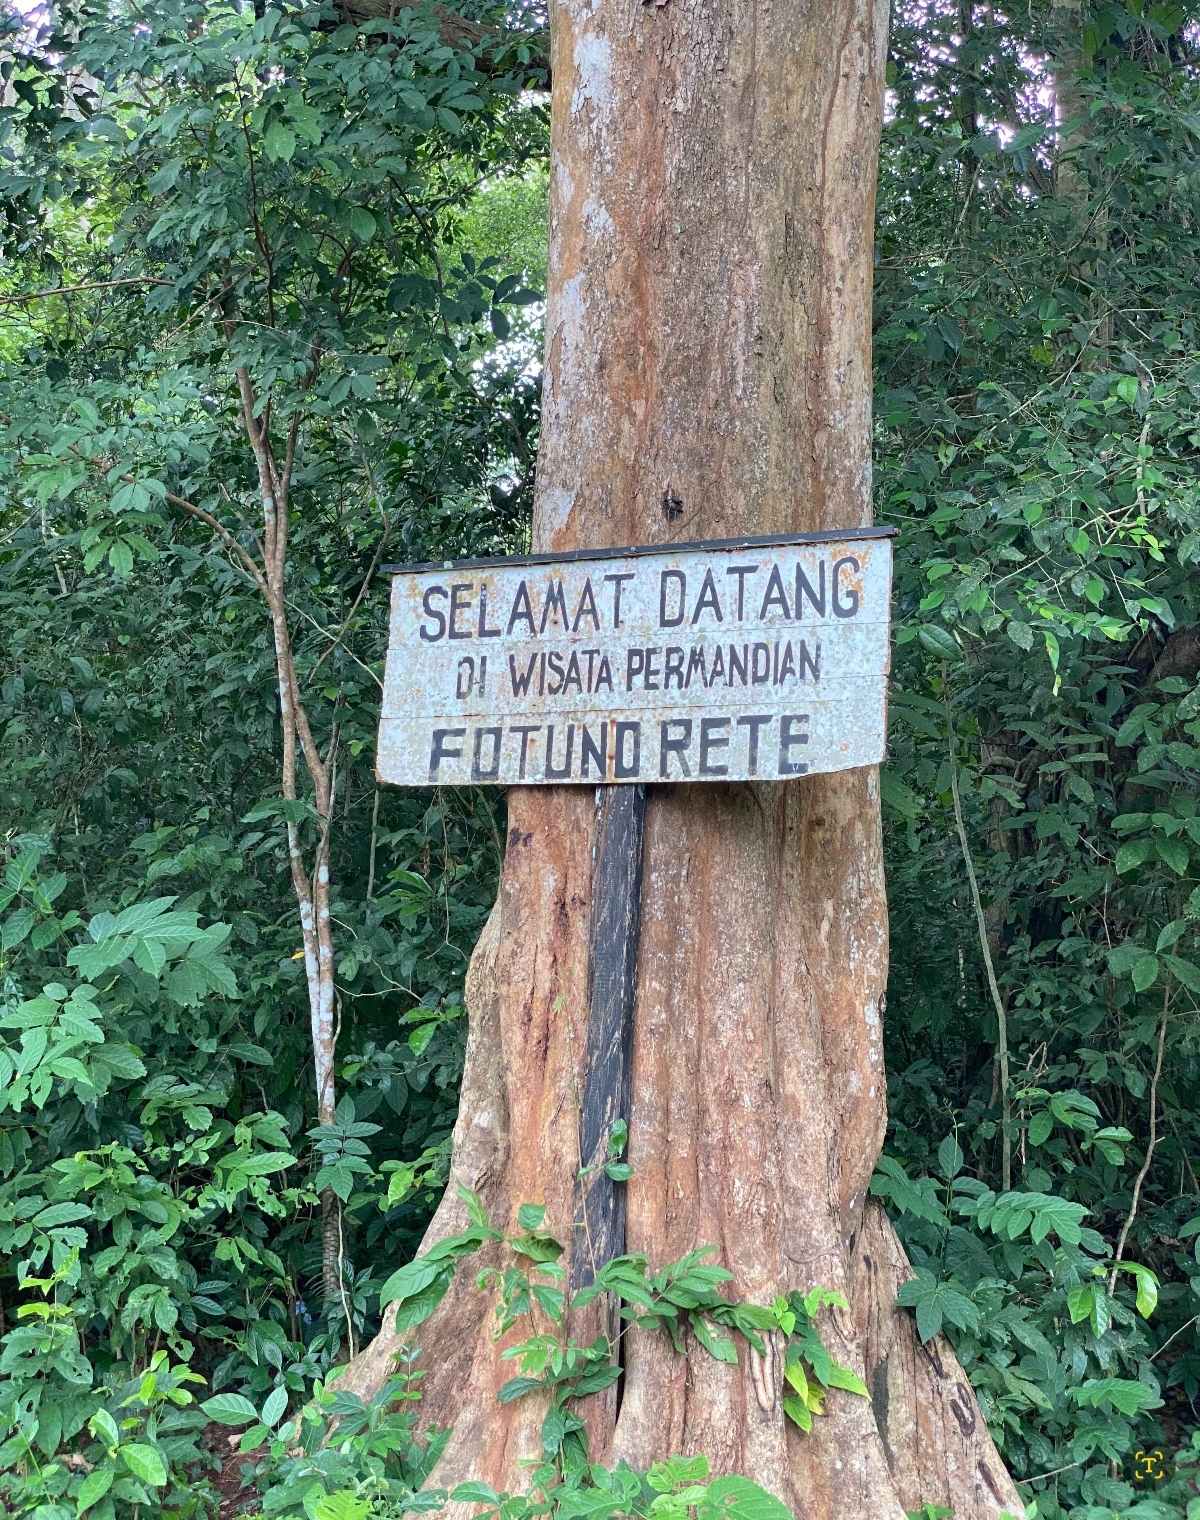 SELAMAT DATANG
DI WISATA PERMANDIAN
FOTUNO RETE